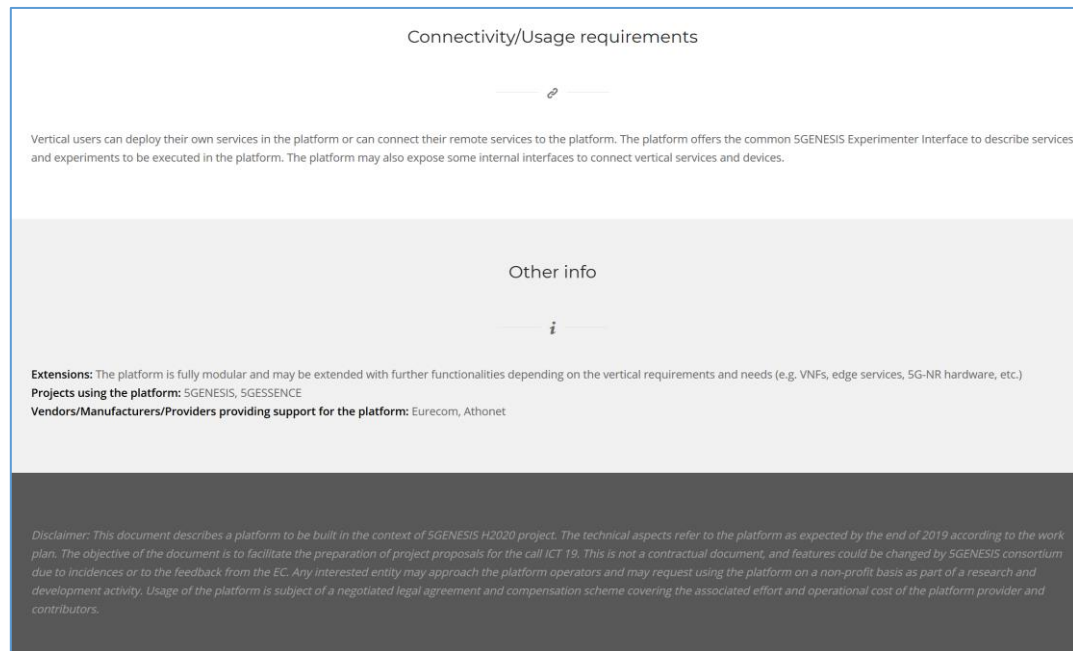 Connectivity/Usage requirements
Vertical users can deploy their own services in the platform or can connect their remote services to the platform. The platform offers the common 5GENESIS Experimenter Interface to describe services
and experiments to be executed in the platform. The platform may also expose some internal interfaces to connect vertical services and devices.
Other info
i
Extensions: The platform is fully modular and may be extended with further functionalities depending on the vertical requirements and needs (e.g. VNFs, edge services, 5G-NR hardware, etc.)
Projects using the platform: 5GENESIS, 5GESSENCE
Vendors/Manufacturers/Providers providing support for the platform: Eurecom, Athonet
Disclaimer: This document describes a platform to be built in the context of 5GENESIS H2020 project. The technical aspects refer to the platform as expected by the end of 2019 according to the work
plan. The objective of the document is to facilitate the preparation of project proposals for the call ICT 19. This is not a contractual document, and features could be changed by 5GENESIS consortium
due to incidences or to the feedback from the EC. Any interested entity may approach the platform operators and may request using the platform on a non-profit basis as part of a research and
development activity. Usage of the platform is subject of a negotiated legal agreement and compensation scheme covering the associated effort and operational cost of the platform provider and
contributors.